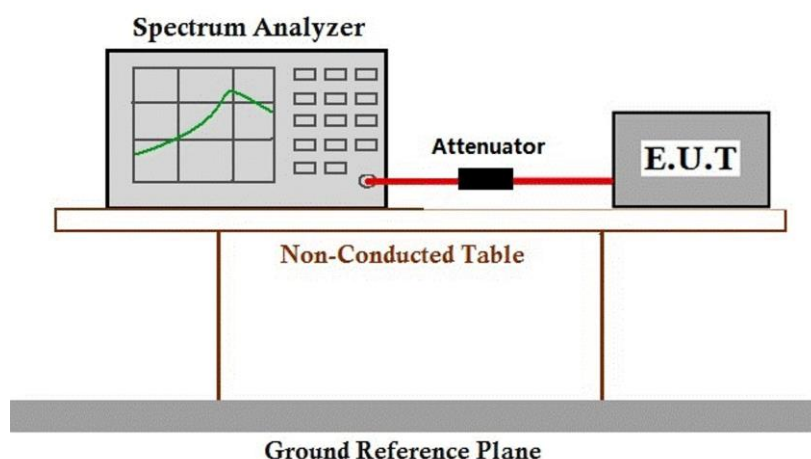 Spectrum Analyzer
Attenuator
E.U.T
Non-Conducted Table
Ground Reference Plane